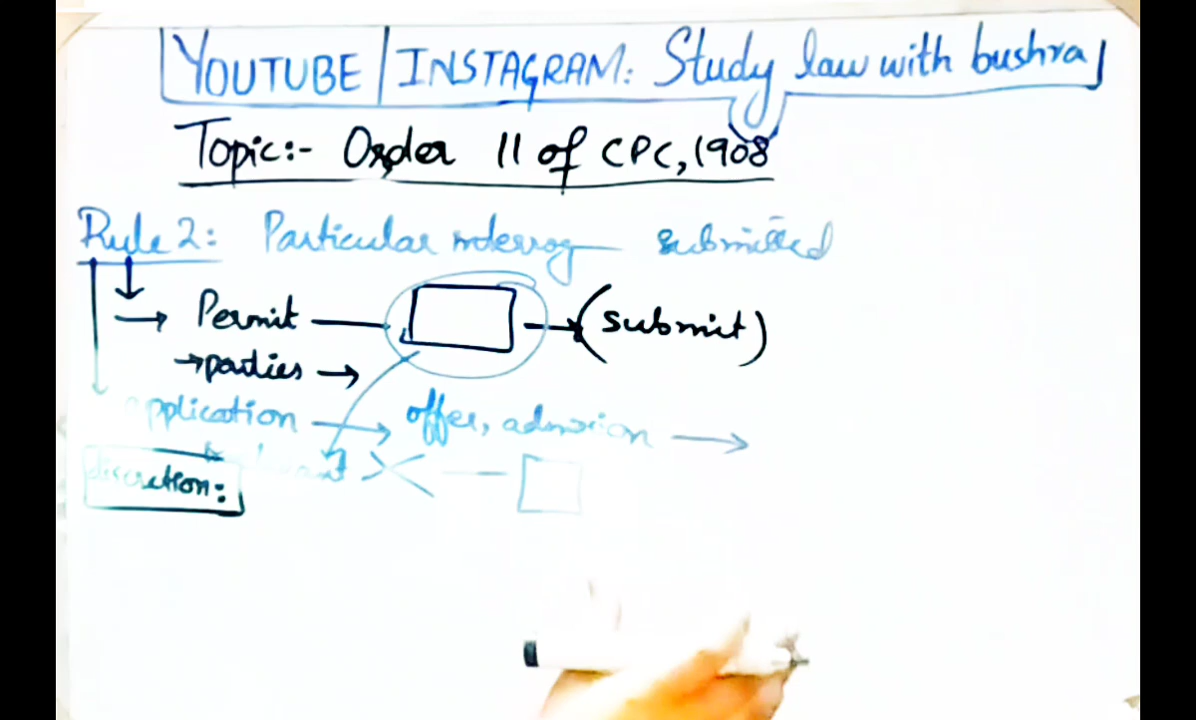 YOUTUBE | INSTAGRAM: Study law with bushra
Topic:- Order 11 of CPC, 1908
Rule 2: Particular interrog submitted
→ Permit → (submit)
→ parties →
application → offer, admission →
discretion: